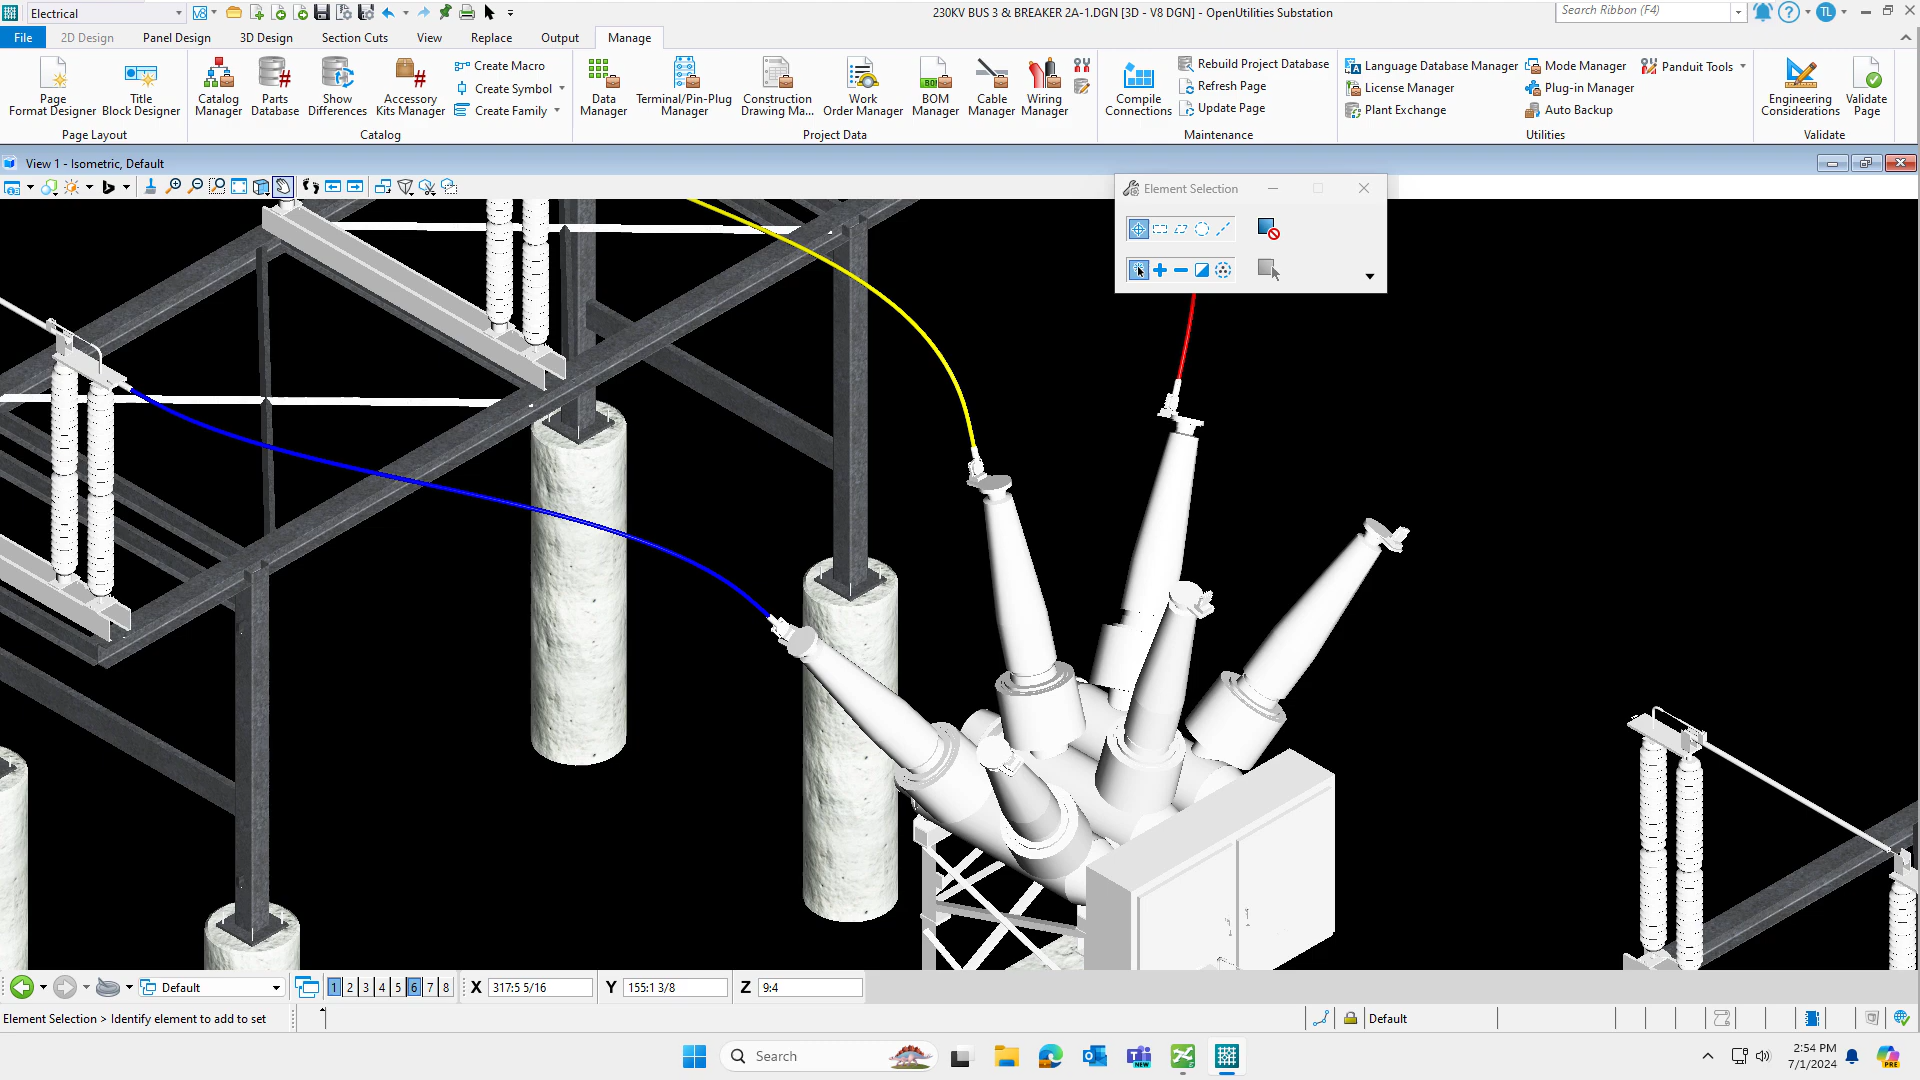 Electrical
230KV BUS 3 & BREAKER 2A-1.DGN [3D - V8 DGN] - OpenUtilities Substation
Search Ribbon (F4)
TL
File
2D Design
Panel Design
3D Design
Section Cuts
View
Replace
Output
Manage
Page Format Designer
Title Block Designer
Page Layout
Catalog Manager
Parts Database
Show Differences
Accessory Kits Manager
Create Macro
Create Symbol
Create Family
Catalog
Data Manager
Terminal/Pin-Plug Manager
Construction Drawing Ma...
Work Order Manager
BOM Manager
Cable Manager
Wiring Manager
Project Data
Compile Connections
Rebuild Project Database
Refresh Page
Update Page
Maintenance
Language Database Manager
License Manager
Plant Exchange
Mode Manager
Plug-in Manager
Auto Backup
Panduit Tools
Utilities
Engineering Considerations
Validate Page
Validate
View 1 - Isometric, Default
Element Selection
Default
1 2 3 4 5 6 7 8
X 317:5 5/16
Y 155:1 3/8
Z 9:4
Element Selection > Identify element to add to set
Default
Search
2:54 PM
7/1/2024